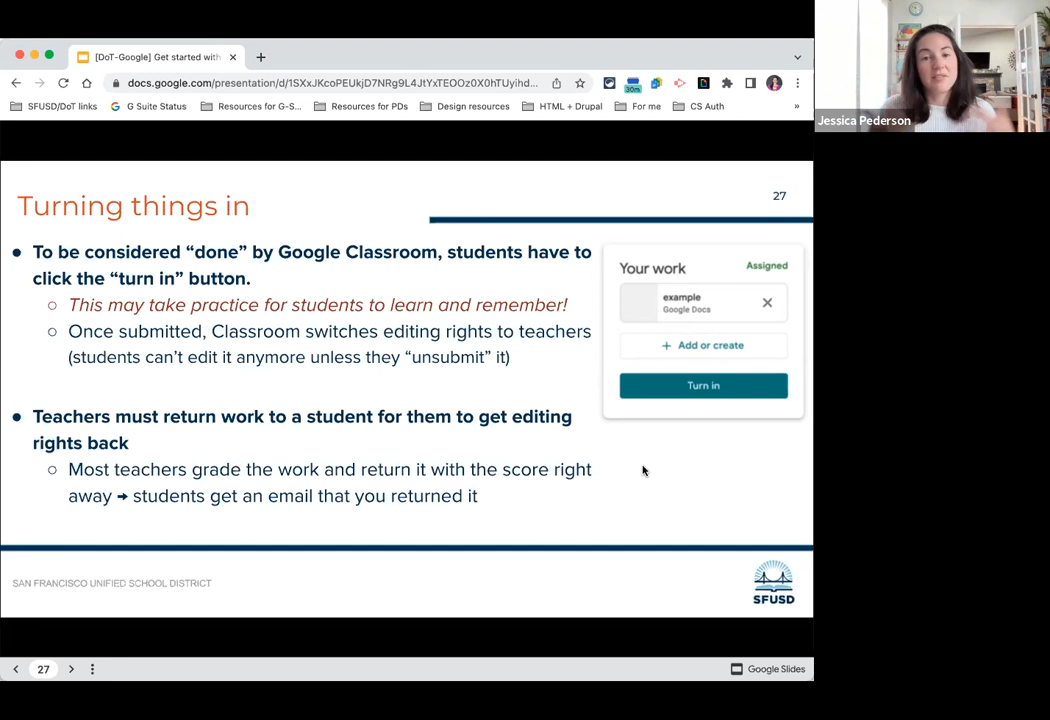 [DoT-Google] Get started with
docs.google.com/presentation/d/1SXxJKcoPEUkjD7NRg9L4JtYxTEOOz0X0hTUyihd...
30m
SFUSD/DoT links
G Suite Status
Resources for G-S...
Resources for PDs
Design resources
HTML + Drupal
For me
CS Auth
»
Jessica Pederson
27
Turning things in
• To be considered “done” by Google Classroom, students have to
click the “turn in” button.
○ This may take practice for students to learn and remember!
○ Once submitted, Classroom switches editing rights to teachers
(students can’t edit it anymore unless they “unsubmit” it)
• Teachers must return work to a student for them to get editing
rights back
○ Most teachers grade the work and return it with the score right
away → students get an email that you returned it
Your work
Assigned
example
Google Docs
+ Add or create
Turn in
SAN FRANCISCO UNIFIED SCHOOL DISTRICT
SFUSD
27
Google Slides